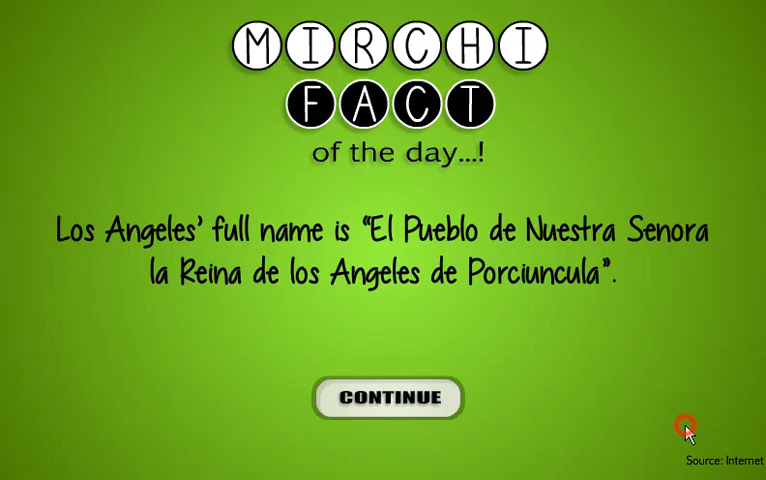 MIRCHI
FACT
of the day...!
Los Angeles' full name is "El Pueblo de Nuestra Senora
la Reina de los Angeles de Porciuncula".
CONTINUE
Source: Internet